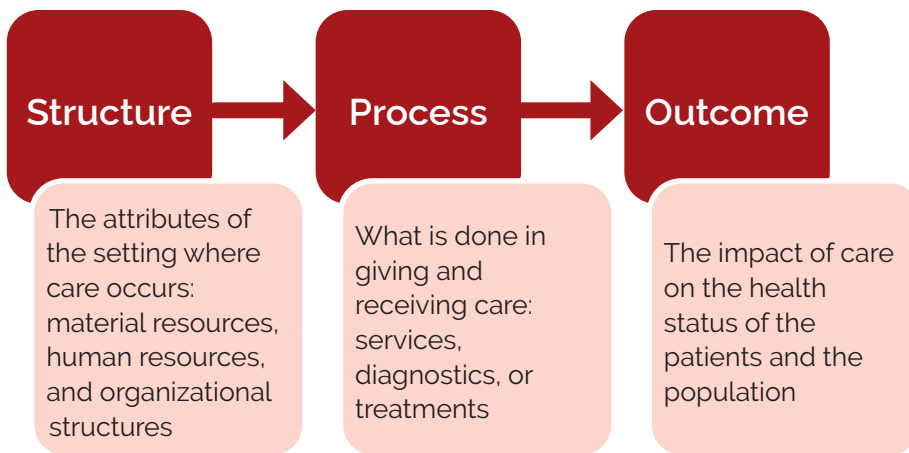 Structure
Process
Outcome
The attributes of
the setting where
care occurs:
material resources,
human resources,
and organizational
structures
What is done in
giving and
receiving care:
services,
diagnostics, or
treatments
The impact of care
on the health
status of the
patients and the
population